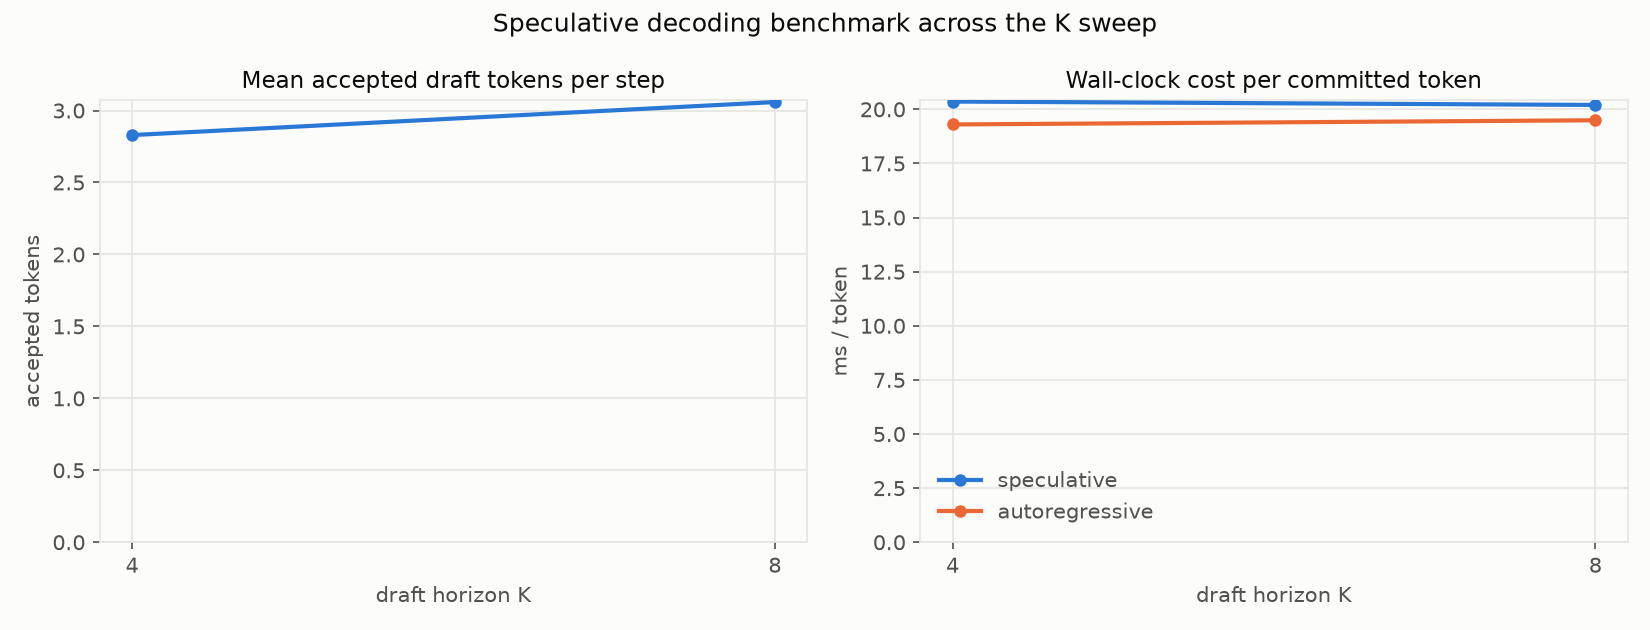 Speculative decoding benchmark across the K sweep
Mean accepted draft tokens per step
accepted tokens
3.0
2.5
2.0
1.5
1.0
0.5
0.0
4
8
draft horizon K
Wall-clock cost per committed token
ms / token
20.0
17.5
15.0
12.5
10.0
7.5
5.0
2.5
0.0
speculative
autoregressive
4
8
draft horizon K